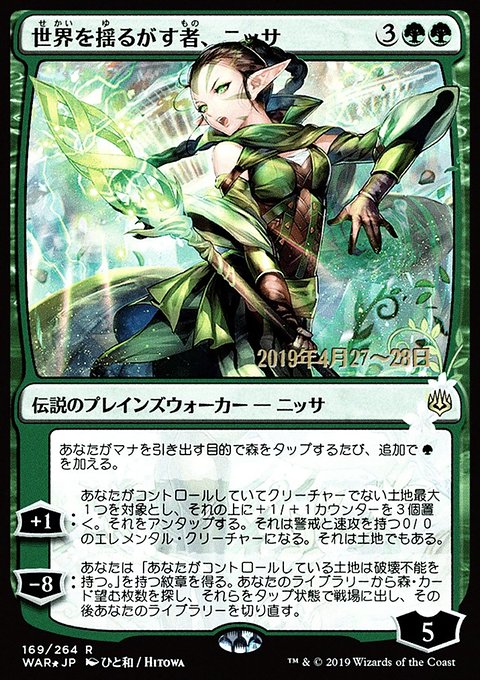 せかい ゆ もの
世界を揺るがす者、ニッサ 3
2019年4月27~28日
伝説のプレインズウォーカー — ニッサ
あなたがマナを引き出す目的で森をタップするたび、追加で
を加える。
+1 : あなたがコントロールしていてクリーチャーでない土地最大
1つを対象とし、それの上に+1/+1カウンターを3個置
く。それをアンタップする。それは警戒と速攻を持つ0/0
のエレメンタル・クリーチャーになる。それは土地でもある。
-8 : あなたは「あなたがコントロールしている土地は破壊不能を
持つ。」を持つ紋章を得る。あなたのライブラリーから森・カー
ド望む枚数を探し、それらをタップ状態で戦場に出し、その
後あなたのライブラリーを切り直す。
5
169/264 R
WAR★JP ひと和/HITOWA
™ & © 2019 Wizards of the Coast